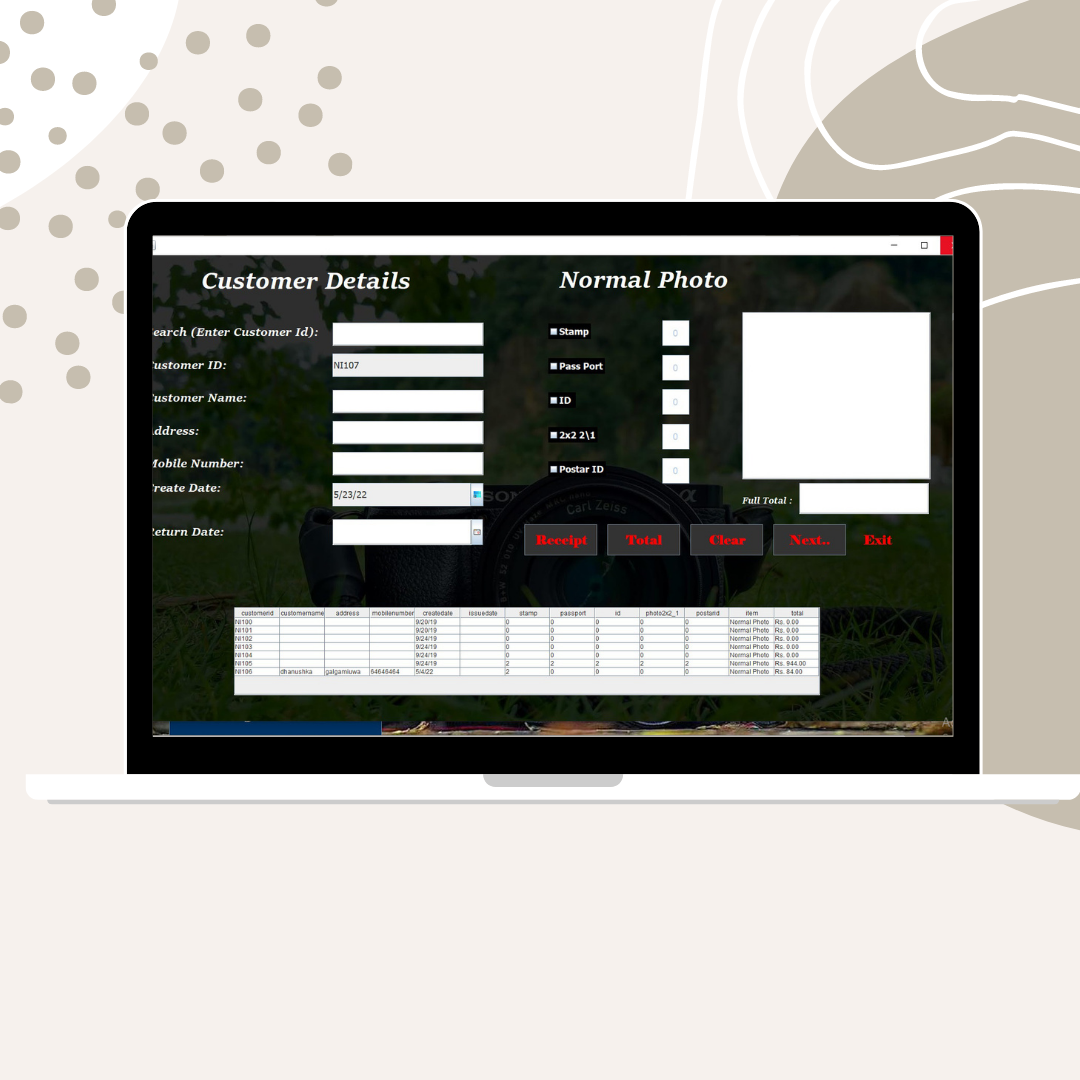 Customer Details
Normal Photo
earch (Enter Customer Id):
ustomer ID:
NI107
ustomer Name:
ddress:
Mobile Number:
reate Date:
5/23/22
eturn Date:
Stamp
0
Pass Port
0
ID
0
2x2 2\1
0
Postar ID
0
SON
α
Carl Zeiss
Full Total :
Receipt
Total
Clear
Next..
Exit
customerid customername address mobilenumber createdate issuedate stamp passport id photo2x2_1 postarid item total
NI100 9/20/19 0 0 0 0 0 Normal Photo Rs. 0.00
NI101 9/20/19 0 0 0 0 0 Normal Photo Rs. 0.00
NI102 9/24/19 0 0 0 0 0 Normal Photo Rs. 0.00
NI103 9/24/19 0 0 0 0 0 Normal Photo Rs. 0.00
NI104 9/24/19 0 0 0 0 0 Normal Photo Rs. 0.00
NI105 9/24/19 2 2 2 2 2 Normal Photo Rs. 944.00
NI106 dhanushka galgamluwa 64646464 5/4/22 2 0 0 0 0 Normal Photo Rs. 84.00